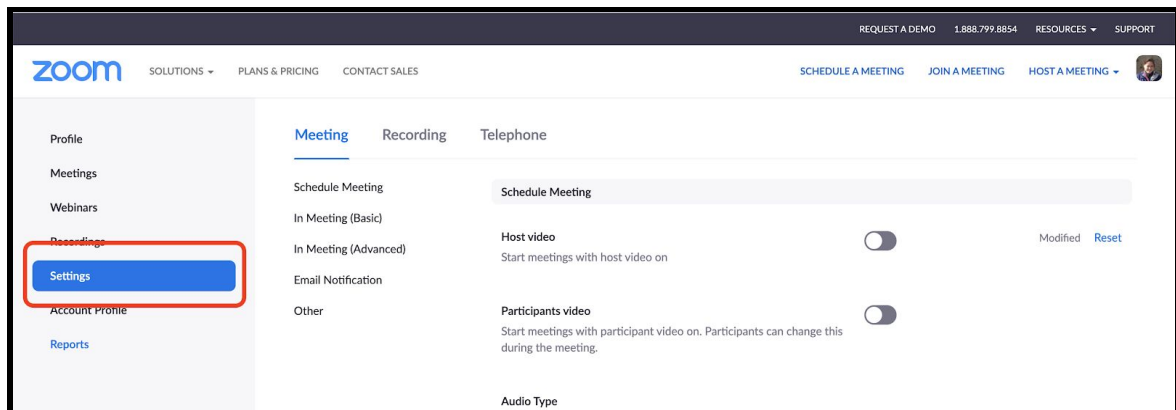 REQUEST A DEMO 1.888.799.8854 RESOURCES SUPPORT
zoom SOLUTIONS PLANS & PRICING CONTACT SALES SCHEDULE A MEETING JOIN A MEETING HOST A MEETING
Profile
Meetings
Webinars
Recordings
Settings
Account Profile
Reports
Meeting Recording Telephone
Schedule Meeting
In Meeting (Basic)
In Meeting (Advanced)
Email Notification
Other
Schedule Meeting
Host video
Modified Reset
Start meetings with host video on
Participants video
Start meetings with participant video on. Participants can change this
during the meeting.
Audio Type